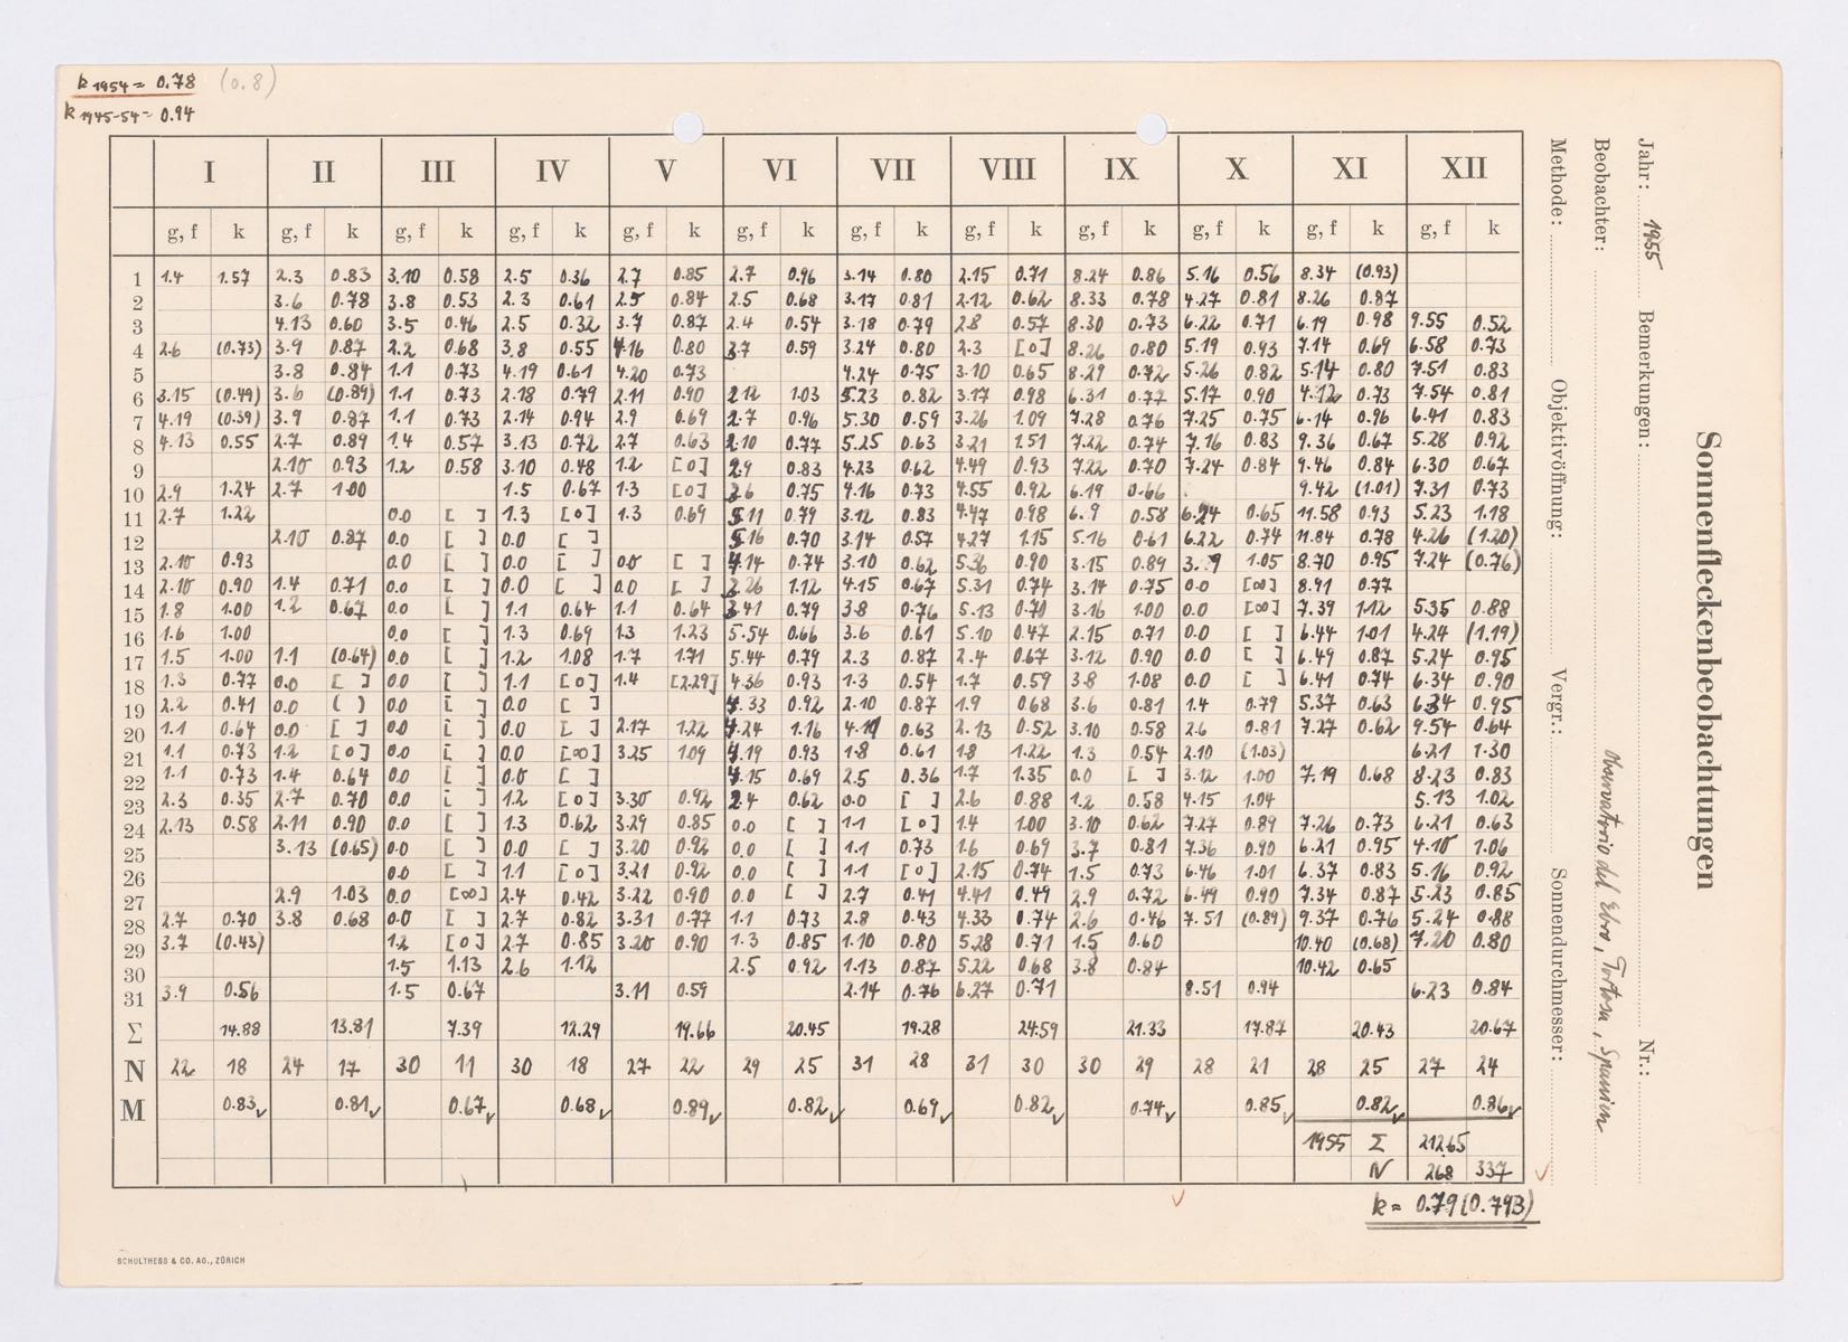 k 1954 = 0.78 (0.8)
k 1945-54 = 0.94
I II III IV V VI VII VIII IX X XI XII
g, f k g, f k g, f k g, f k g, f k g, f k g, f k g, f k g, f k g, f k g, f k g, f k
1 1.4 1.57 2.3 0.83 3.10 0.58 2.5 0.36 2.7 0.85 2.7 0.96 3.14 0.80 2.15 0.71 8.24 0.86 5.16 0.56 8.34 (0.93)
2 3.6 0.78 3.8 0.53 2.3 0.61 2.5 0.84 2.5 0.68 3.17 0.81 2.12 0.62 8.33 0.78 4.27 0.81 8.26 0.87
3 4.13 0.60 3.5 0.46 2.5 0.32 3.7 0.87 2.4 0.54 3.18 0.79 2.8 0.57 8.30 0.73 6.22 0.71 6.19 0.98 9.55 0.52
4 2.6 (0.73) 3.9 0.87 2.2 0.68 3.8 0.55 4.16 0.80 3.7 0.59 3.24 0.80 2.3 [0] 8.26 0.80 5.19 0.93 7.14 0.69 6.58 0.73
5 3.8 0.84 1.1 0.73 4.19 0.61 4.20 0.73 4.24 0.75 3.10 0.65 8.29 0.72 5.26 0.82 5.14 0.80 7.51 0.83
6 3.15 (0.49) 3.6 (0.89) 1.1 0.73 2.18 0.79 2.11 0.90 2.12 1.03 5.23 0.82 3.17 0.98 6.31 0.77 5.17 0.90 4.12 0.73 7.54 0.81
7 4.19 (0.39) 3.9 0.87 1.1 0.73 2.14 0.94 2.9 0.69 2.7 0.96 5.30 0.59 3.26 1.09 7.28 0.76 7.25 0.75 6.14 0.96 6.41 0.83
8 4.13 0.55 2.7 0.89 1.4 0.57 3.13 0.72 2.7 0.63 2.10 0.77 5.25 0.63 3.21 1.51 7.22 0.74 7.16 0.83 9.36 0.67 5.28 0.92
9 2.10 0.93 1.2 0.58 3.10 0.48 1.2 [0] 2.9 0.83 4.23 0.62 4.49 0.93 7.22 0.70 7.24 0.84 9.46 0.84 6.30 0.67
10 2.9 1.24 2.7 1.00 1.5 0.67 1.3 [0] 2.6 0.75 4.16 0.73 4.55 0.92 6.19 0.66 9.42 (1.01) 7.31 0.73
11 2.7 1.22 0.0 [ ] 1.3 [0] 1.3 0.69 5.11 0.79 3.12 0.83 4.47 0.98 6.9 0.58 6.24 0.65 11.58 0.93 5.23 1.18
12 2.10 0.87 0.0 [ ] 0.0 [ ] 5.16 0.70 3.14 0.57 4.27 1.15 5.16 0.61 6.22 0.74 11.84 0.78 4.26 (1.20)
13 2.10 0.93 0.0 [ ] 0.0 [ ] 0.0 [ ] 4.14 0.74 3.10 0.62 5.36 0.90 3.15 0.89 1.05 8.70 0.95 7.24 (0.76)
14 2.10 0.90 1.4 0.71 0.0 [ ] 0.0 [ ] 0.0 [ ] 2.26 1.12 4.15 0.67 5.31 0.74 3.14 0.75 0.0 [∞] 8.91 0.77
15 1.8 1.00 1.2 0.67 0.0 [ ] 1.1 0.64 1.1 0.64 3.41 0.79 3.8 0.76 5.13 0.70 3.16 1.00 0.0 [∞] 7.39 1.12 5.35 0.88
16 1.6 1.00 0.0 [ ] 1.3 0.69 1.3 1.23 5.54 0.66 3.6 0.61 5.10 0.47 2.15 0.71 0.0 [ ] 6.44 1.01 4.24 (1.19)
17 1.5 1.00 1.1 (0.64) 0.0 [ ] 1.2 1.08 1.7 1.71 5.44 0.79 2.3 0.87 2.4 0.67 3.12 0.90 0.0 [ ] 6.49 0.87 5.24 0.95
18 1.3 0.77 0.0 [ ] 0.0 [ ] 1.1 [0] 1.4 [2.29] 4.36 0.93 1.3 0.54 1.7 0.59 3.8 1.08 0.0 [ ] 6.41 0.74 6.34 0.90
19 2.2 0.41 0.0 ( ) 0.0 [ ] 0.0 [ ] 4.33 0.92 2.10 0.87 1.9 0.68 3.6 0.81 1.4 0.79 5.37 0.63 6.34 0.95
20 1.1 0.64 0.0 [ ] 0.0 [ ] 0.0 [ ] 2.17 1.22 4.24 1.16 0.63 2.13 0.52 3.10 0.58 2.6 0.81 7.27 0.62 9.54 0.64
21 1.1 0.73 1.2 [0] 0.0 [ ] 0.0 [∞] 3.25 1.09 4.19 0.93 1.8 0.61 1.8 1.22 1.3 0.54 2.10 (1.03) 6.21 1.30
22 1.1 0.73 1.4 0.64 0.0 [ ] 0.0 [ ] 4.15 0.69 2.5 0.36 1.7 1.35 0.0 [ ] 3.12 1.00 7.19 0.68 8.23 0.83
23 2.3 0.35 2.7 0.70 0.0 [ ] 1.2 [0] 3.30 0.92 2.4 0.62 0.0 [ ] 2.6 0.88 1.2 0.58 4.15 1.04 5.13 1.02
24 2.13 0.58 2.11 0.90 0.0 [ ] 1.3 0.62 3.29 0.85 0.0 [ ] 1.1 [0] 1.4 1.00 3.10 0.62 7.27 0.89 7.26 0.73 6.21 0.63
25 3.13 (0.65) 0.0 [ ] 0.0 [ ] 3.20 0.92 0.0 [ ] 1.1 0.73 1.6 0.69 3.7 0.81 7.36 0.90 6.21 0.95 4.10 1.06
26 0.0 [ ] 1.1 [0] 3.21 0.92 0.0 [ ] 1.1 [0] 2.15 0.74 1.5 0.73 6.46 1.01 6.37 0.83 5.16 0.92
27 2.9 1.03 0.0 [∞] 2.4 0.42 3.22 0.90 0.0 [ ] 2.7 0.41 4.41 0.49 2.9 0.72 6.49 0.90 7.34 0.87 5.23 0.85
28 2.7 0.70 3.8 0.68 0.0 [ ] 2.7 0.82 3.31 0.77 1.1 0.73 2.8 0.43 4.33 0.74 2.6 0.46 7.51 (0.89) 9.37 0.76 5.24 0.88
29 3.7 (0.43) 1.2 [0] 2.7 0.85 3.20 0.90 1.3 0.85 1.10 0.80 5.28 0.71 1.5 0.60 10.40 (0.68) 7.20 0.80
30 1.5 1.13 2.6 1.12 2.5 0.92 1.13 0.87 5.22 0.68 3.8 0.84 10.42 0.65
31 3.9 0.56 1.5 0.67 3.11 0.59 2.14 0.76 6.27 0.71 8.51 0.94 6.23 0.84
Σ 14.88 13.81 7.39 12.29 19.66 20.45 19.28 24.59 21.33 17.87 20.43 20.67
N 22 18 24 17 30 11 30 18 27 22 29 25 31 28 31 30 30 29 28 21 28 25 27 24
M 0.83 0.81 0.67 0.68 0.89 0.82 0.69 0.82 0.74 0.85 0.82 0.86
1955 Σ 212.65
N 268 337
k = 0.79 (0.793)
SCHULTHESS & CO. AG., ZÜRICH
Sonnenfleckenbeobachtungen
Jahr: 1955 Bemerkungen: Nr.:
Beobachter: Observatorio del Ebro, Tortosa, Spanien
Methode: Objektivöffnung: Vergr.: Sonnendurchmesser: